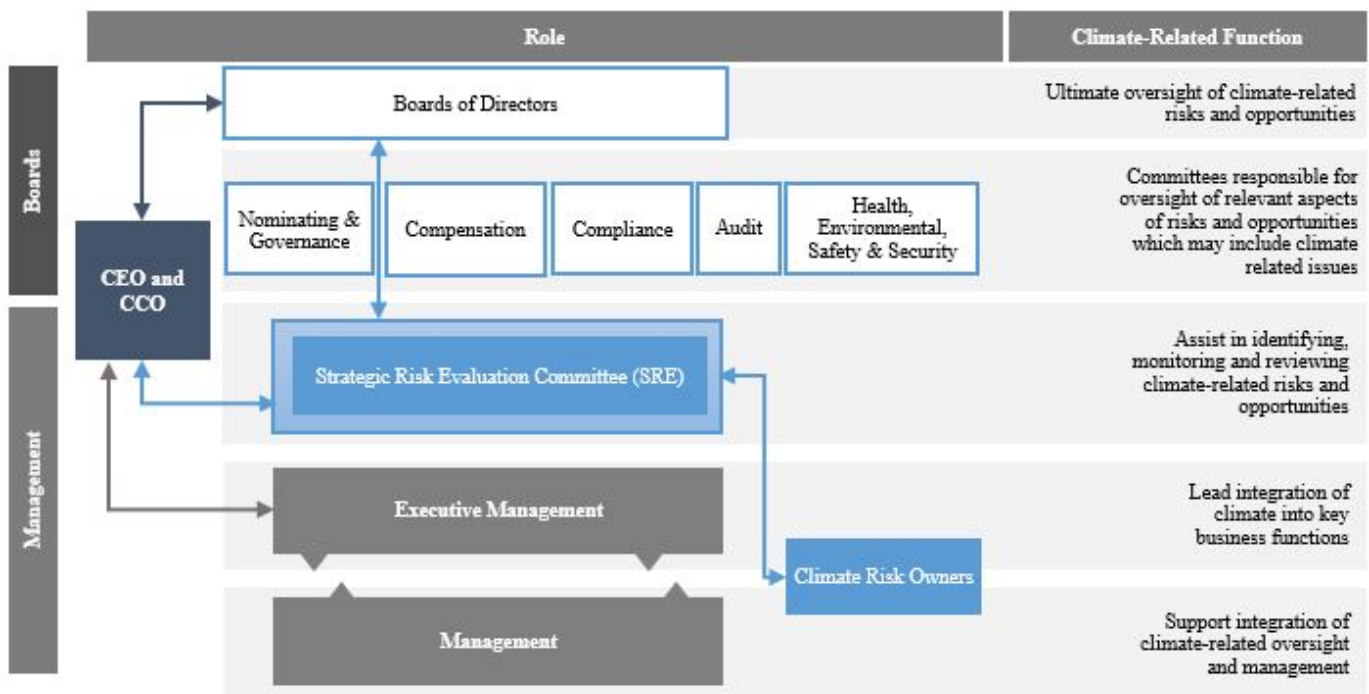 Role
Climate-Related Function
Boards
Boards of Directors
Ultimate oversight of climate-related
risks and opportunities
Nominating &
Governance
Compensation
Compliance
Audit
Health,
Environmental,
Safety & Security
Committees responsible for
oversight of relevant aspects
of risks and opportunities
which may include climate
related issues
CEO and
CCO
Management
Strategic Risk Evaluation Committee (SRE)
Assist in identifying,
monitoring and reviewing
climate-related risks and
opportunities
Executive Management
Lead integration of
climate into key
business functions
Climate Risk Owners
Management
Support integration of
climate-related oversight
and management